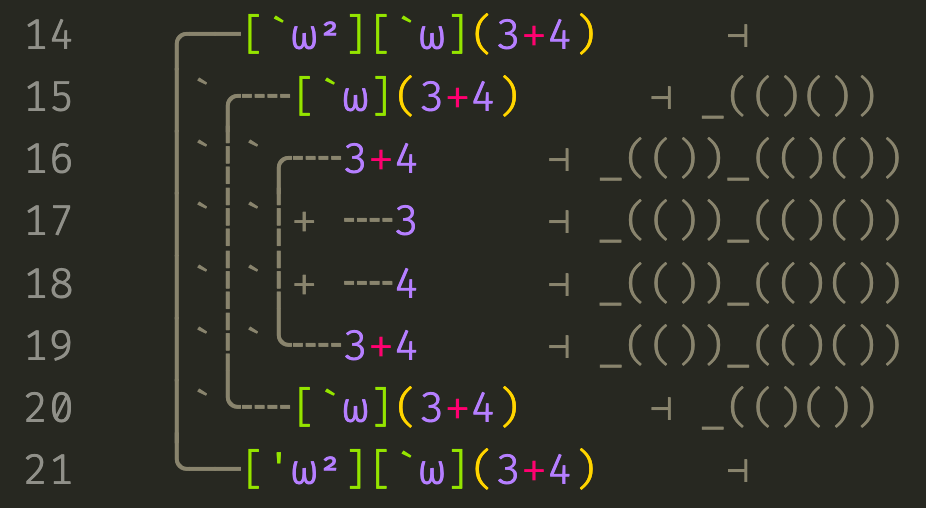 14 ╭──[`ω²][`ω](3+4) ⊣
15 │` ╭╌╌[`ω](3+4) ⊣ _(()())
16 │` ┆` ╭╌╌3+4 ⊣ _(())_(()())
17 │` ┆` ┆+ ╌╌3 ⊣ _(())_(()())
18 │` ┆` ┆+ ╌╌4 ⊣ _(())_(()())
19 │` ┆` ╰╌╌3+4 ⊣ _(())_(()())
20 │` ╰╌╌[`ω](3+4) ⊣ _(()())
21 ╰──['ω²][`ω](3+4) ⊣